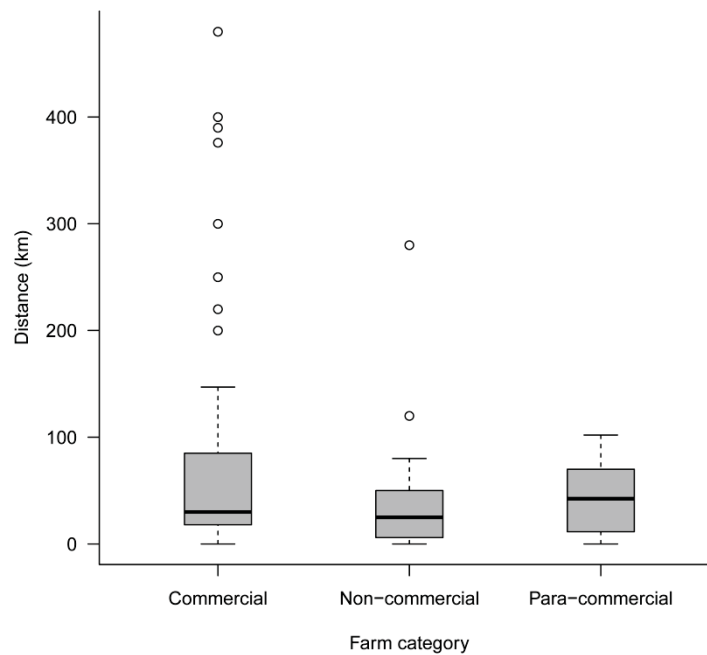 400
300
200
100
0
Distance (km)
Commercial
Non−commercial
Para−commercial
Farm category